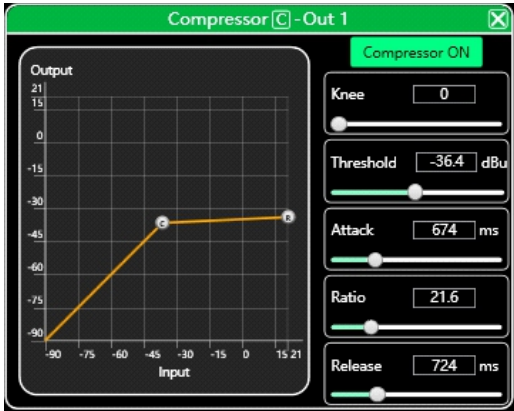 Compressor C - Out 1
Compressor ON
Output
21
15
0
-15
-30
-45
-60
-75
-90
-90 -75 -60 -45 -30 -15 0 15 21
Input
C
R
Knee 0
Threshold -36.4 dBu
Attack 674 ms
Ratio 21.6
Release 724 ms